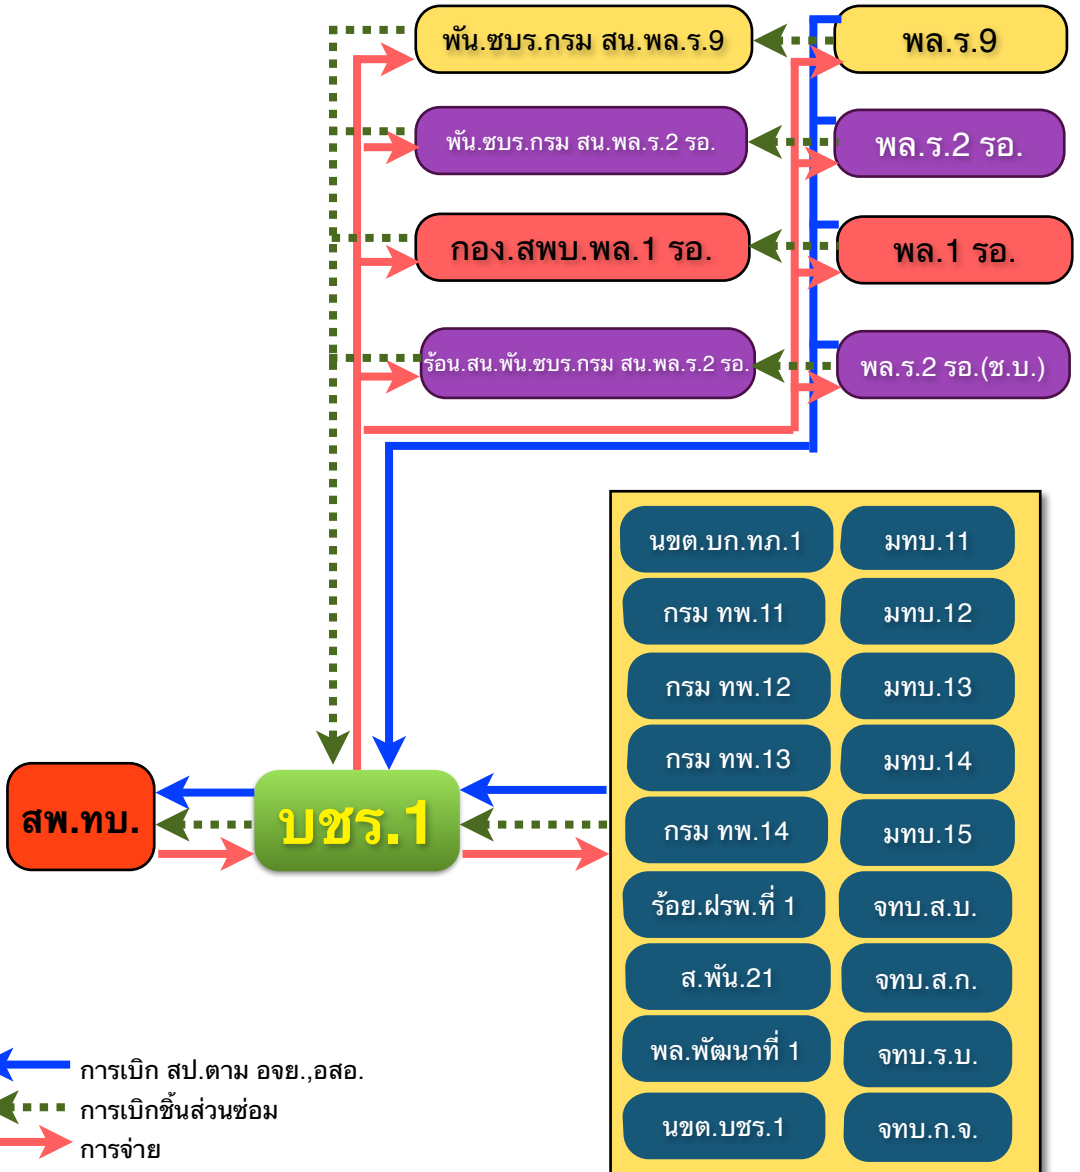 พัน.ซบร.กรม สน.พล.ร.9
พล.ร.9
พัน.ซบร.กรม สน.พล.ร.2 รอ.
พล.ร.2 รอ.
กอง.สพบ.พล.1 รอ.
พล.1 รอ.
ร้อน.สน.พัน.ซบร.กรม สน.พล.ร.2 รอ.
พล.ร.2 รอ.(ช.บ.)
นขต.บก.ทภ.1
มทบ.11
กรม ทพ.11
มทบ.12
กรม ทพ.12
มทบ.13
กรม ทพ.13
มทบ.14
กรม ทพ.14
มทบ.15
ร้อย.ฝรพ.ที่ 1
จทบ.ส.บ.
ส.พัน.21
จทบ.ส.ก.
พล.พัฒนาที่ 1
จทบ.ร.บ.
นขต.บชร.1
จทบ.ก.จ.
สพ.ทบ.
บชร.1
การเบิก สป.ตาม อจย.,อสอ.
การเบิกชิ้นส่วนซ่อม
การจ่าย